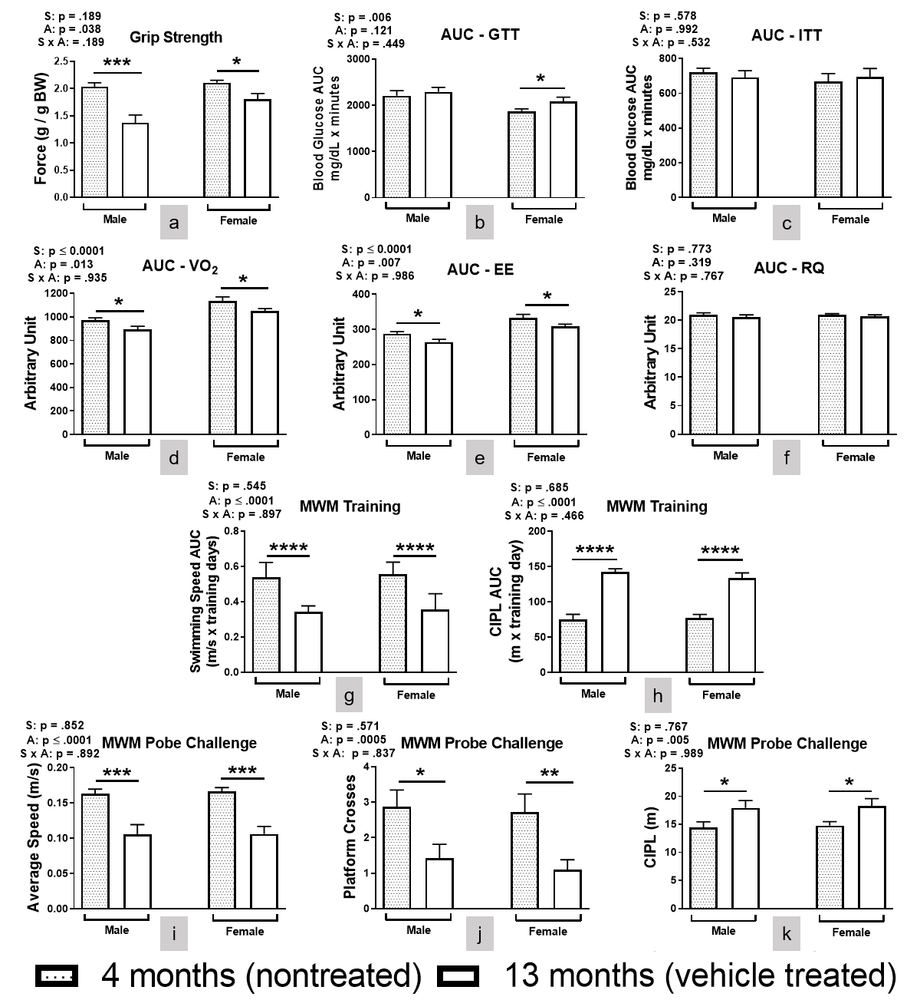 S: p = .189
A: p = .038
S x A: = .189
Grip Strength
***
*
Force (g / g BW)
2.5
2.0
1.5
1.0
0.5
0.0
Male
Female
a
S: p = .006
A: p = .121
S x A: p = .449
AUC - GTT
*
Blood Glucose AUC
mg/dL x minutes
3000
2000
1000
0
Male
Female
b
S: p = .578
A: p = .992
S x A: p = .532
AUC - ITT
Blood Glucose AUC
mg/dL x minutes
800
600
400
200
0
Male
Female
c
S: p ≤ 0.0001
A: p = .013
S x A: p = .935
AUC - VO2
*
*
Arbitrary Unit
1200
1000
800
600
400
200
0
Male
Female
d
S: p ≤ 0.0001
A: p = .007
S x A: p = .986
AUC - EE
*
*
Arbitrary Unit
400
300
200
100
0
Male
Female
e
S: p = .773
A: p = .319
S x A: p = .767
AUC - RQ
Arbitrary Unit
25
20
15
10
5
0
Male
Female
f
S: p = .545
A: p ≤ .0001
S x A: p = .897
MWM Training
****
****
Swimming Speed AUC
(m/s x training days)
0.8
0.6
0.4
0.2
0.0
Male
Female
g
S: p = .685
A: p ≤ .0001
S x A: p = .466
MWM Training
****
****
CIPL AUC
(m x training day)
200
150
100
50
0
Male
Female
h
S: p = .852
A: p ≤ .0001
S x A: p = .892
MWM Pobe Challenge
***
***
Average Speed (m/s)
0.20
0.15
0.10
0.05
0.00
Male
Female
i
S: p = .571
A: p = .0005
S x A: p = .837
MWM Probe Challenge
*
**
Platform Crosses
4
3
2
1
0
Male
Female
j
S: p = .767
A: p = .005
S x A: p = .989
MWM Probe Challenge
*
*
CIPL (m)
25
20
15
10
5
0
Male
Female
k
4 months (nontreated)
13 months (vehicle treated)